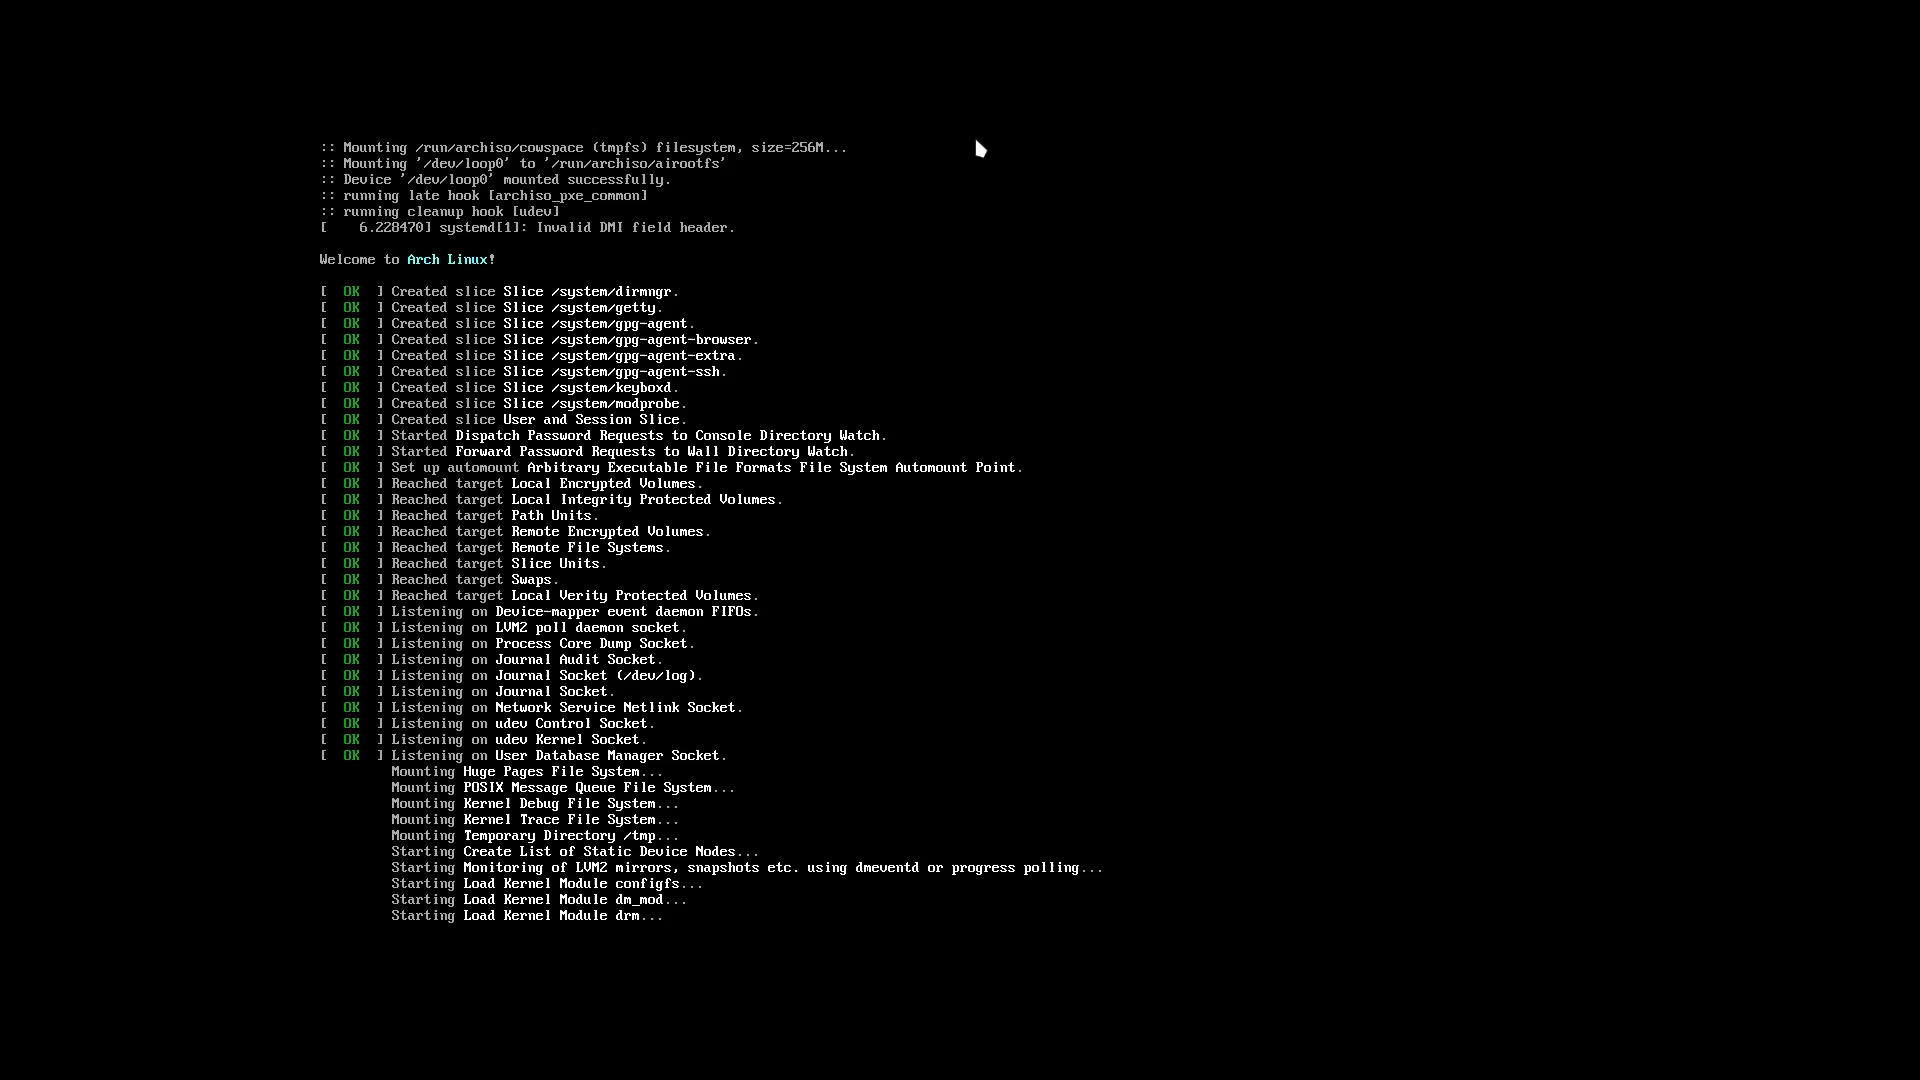 :: Mounting /run/archiso/cowspace (tmpfs) filesystem, size=256M...
:: Mounting '/dev/loop0' to '/run/archiso/airootfs'
:: Device '/dev/loop0' mounted successfully.
:: running late hook [archiso_pxe_common]
:: running cleanup hook [udev]
[    6.228470] systemd[1]: Invalid DMI field header.

Welcome to Arch Linux!

[  OK  ] Created slice Slice /system/dirmngr.
[  OK  ] Created slice Slice /system/getty.
[  OK  ] Created slice Slice /system/gpg-agent.
[  OK  ] Created slice Slice /system/gpg-agent-browser.
[  OK  ] Created slice Slice /system/gpg-agent-extra.
[  OK  ] Created slice Slice /system/gpg-agent-ssh.
[  OK  ] Created slice Slice /system/keyboxd.
[  OK  ] Created slice Slice /system/modprobe.
[  OK  ] Created slice User and Session Slice.
[  OK  ] Started Dispatch Password Requests to Console Directory Watch.
[  OK  ] Started Forward Password Requests to Wall Directory Watch.
[  OK  ] Set up automount Arbitrary Executable File Formats File System Automount Point.
[  OK  ] Reached target Local Encrypted Volumes.
[  OK  ] Reached target Local Integrity Protected Volumes.
[  OK  ] Reached target Path Units.
[  OK  ] Reached target Remote Encrypted Volumes.
[  OK  ] Reached target Remote File Systems.
[  OK  ] Reached target Slice Units.
[  OK  ] Reached target Swaps.
[  OK  ] Reached target Local Verity Protected Volumes.
[  OK  ] Listening on Device-mapper event daemon FIFOs.
[  OK  ] Listening on LVM2 poll daemon socket.
[  OK  ] Listening on Process Core Dump Socket.
[  OK  ] Listening on Journal Audit Socket.
[  OK  ] Listening on Journal Socket (/dev/log).
[  OK  ] Listening on Journal Socket.
[  OK  ] Listening on Network Service Netlink Socket.
[  OK  ] Listening on udev Control Socket.
[  OK  ] Listening on udev Kernel Socket.
[  OK  ] Listening on User Database Manager Socket.
         Mounting Huge Pages File System...
         Mounting POSIX Message Queue File System...
         Mounting Kernel Debug File System...
         Mounting Kernel Trace File System...
         Mounting Temporary Directory /tmp...
         Starting Create List of Static Device Nodes...
         Starting Monitoring of LVM2 mirrors, snapshots etc. using dmeventd or progress polling...
         Starting Load Kernel Module configfs...
         Starting Load Kernel Module dm_mod...
         Starting Load Kernel Module drm...